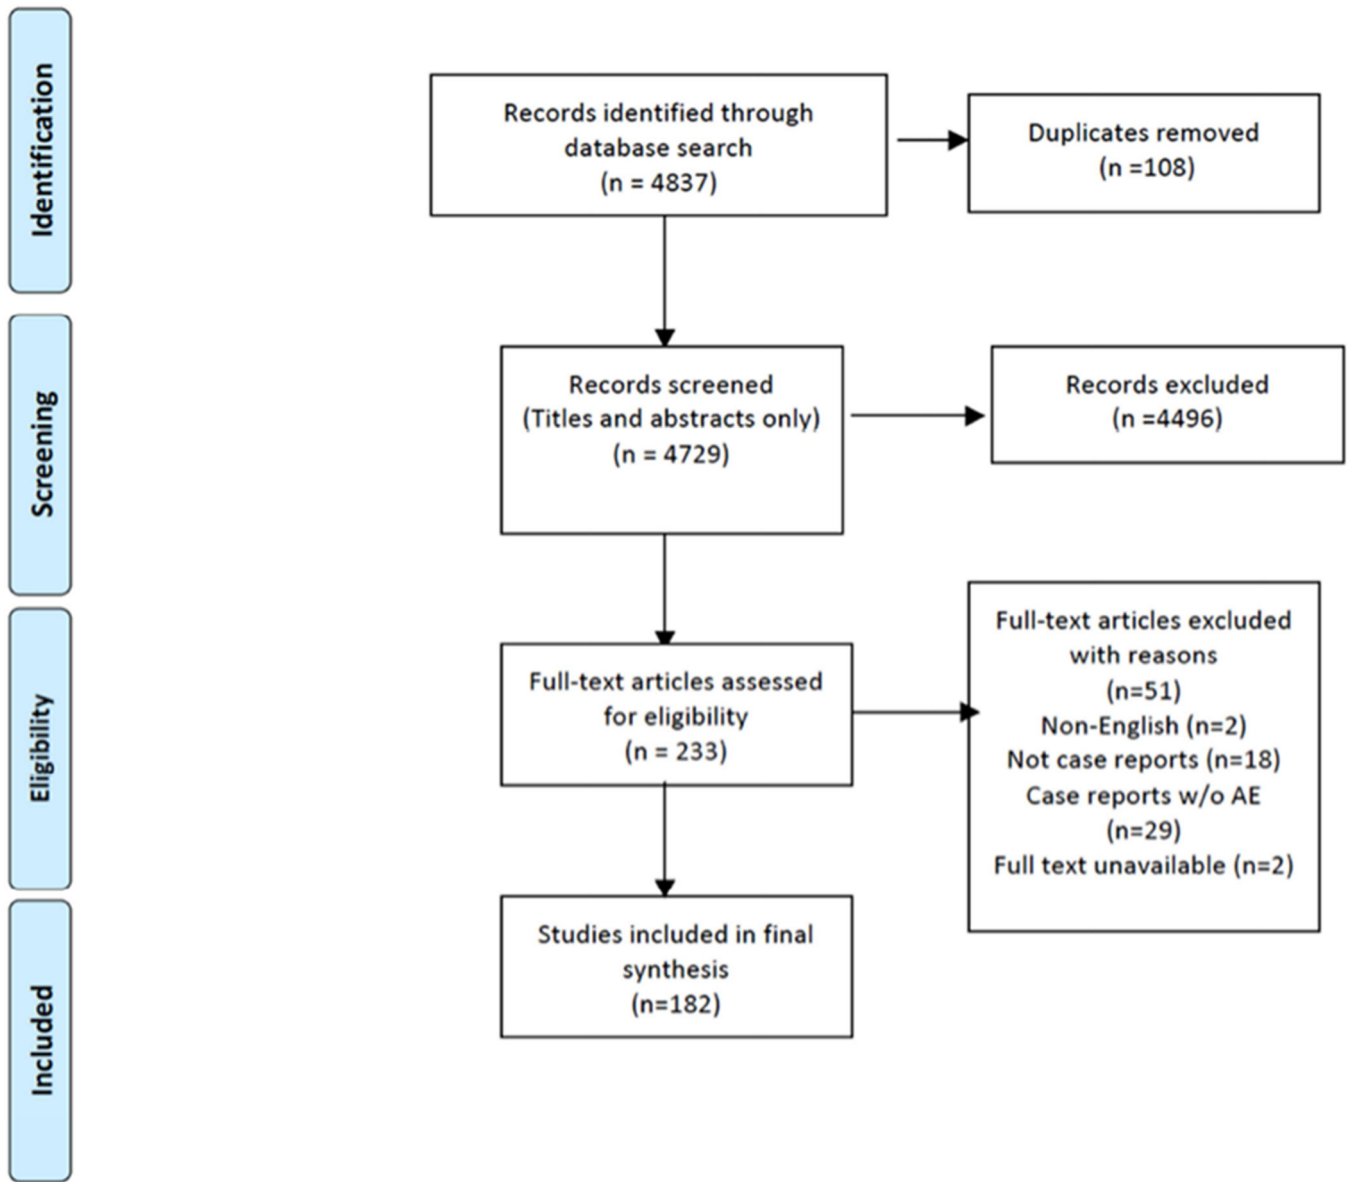 Identification
Records identified through
database search
(n = 4837)
Duplicates removed
(n =108)
Screening
Records screened
(Titles and abstracts only)
(n = 4729)
Records excluded
(n =4496)
Eligibility
Full-text articles assessed
for eligibility
(n = 233)
Full-text articles excluded
with reasons
(n=51)
Non-English (n=2)
Not case reports (n=18)
Case reports w/o AE
(n=29)
Full text unavailable (n=2)
Included
Studies included in final
synthesis
(n=182)